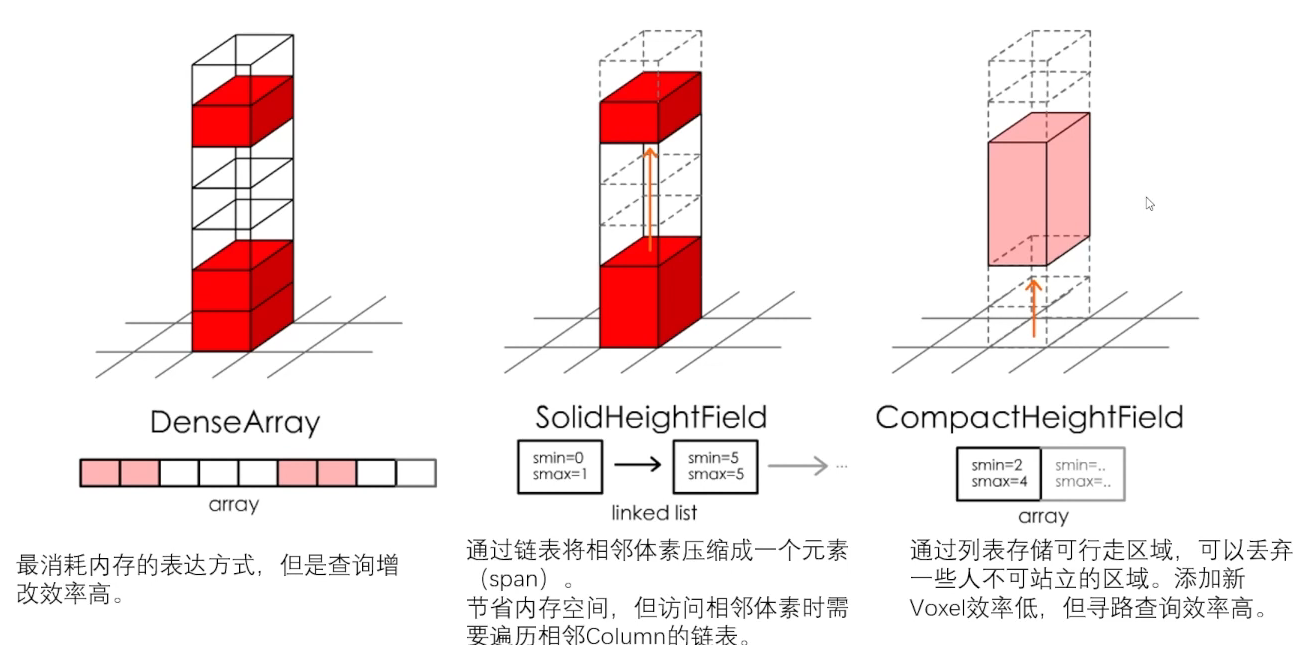 DenseArray
array
最消耗内存的表达方式，但是查询增
改效率高。
SolidHeightField
smin=0
smax=1
smin=5
smax=5
...
linked list
通过链表将相邻体素压缩成一个元素
（span）。
节省内存空间，但访问相邻体素时需
要遍历相邻Column的链表。
CompactHeightField
smin=2
smax=4
smin=..
smax=..
array
通过列表存储可行走区域，可以丢弃
一些人不可站立的区域。添加新
Voxel效率低，但寻路查询效率高。